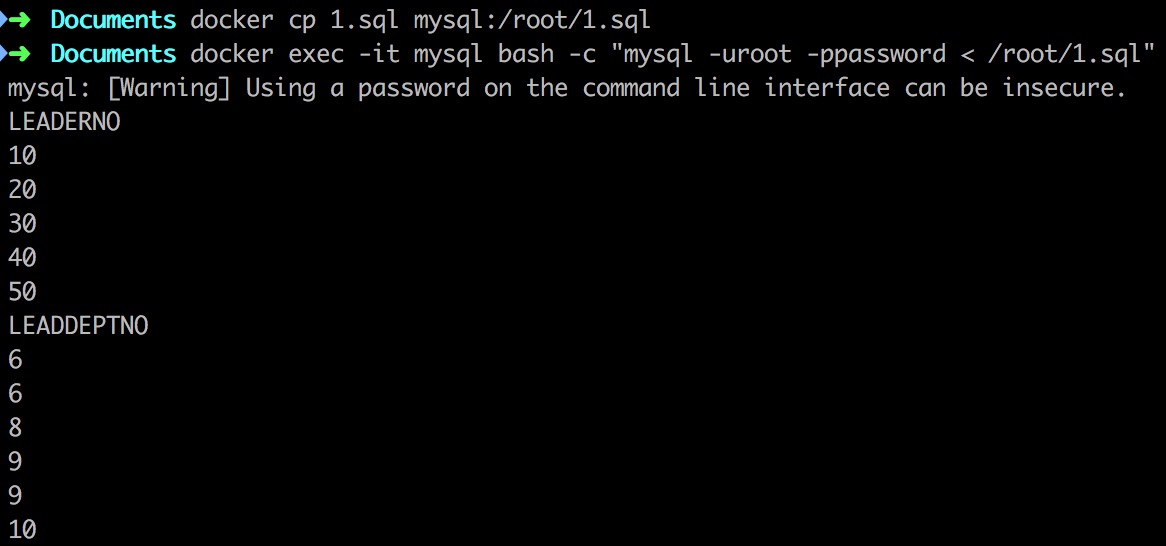 ➜ Documents docker cp 1.sql mysql:/root/1.sql
➜ Documents docker exec -it mysql bash -c "mysql -uroot -ppassword < /root/1.sql"
mysql: [Warning] Using a password on the command line interface can be insecure.
LEADERNO
10
20
30
40
50
LEADDEPTNO
6
6
8
9
9
10